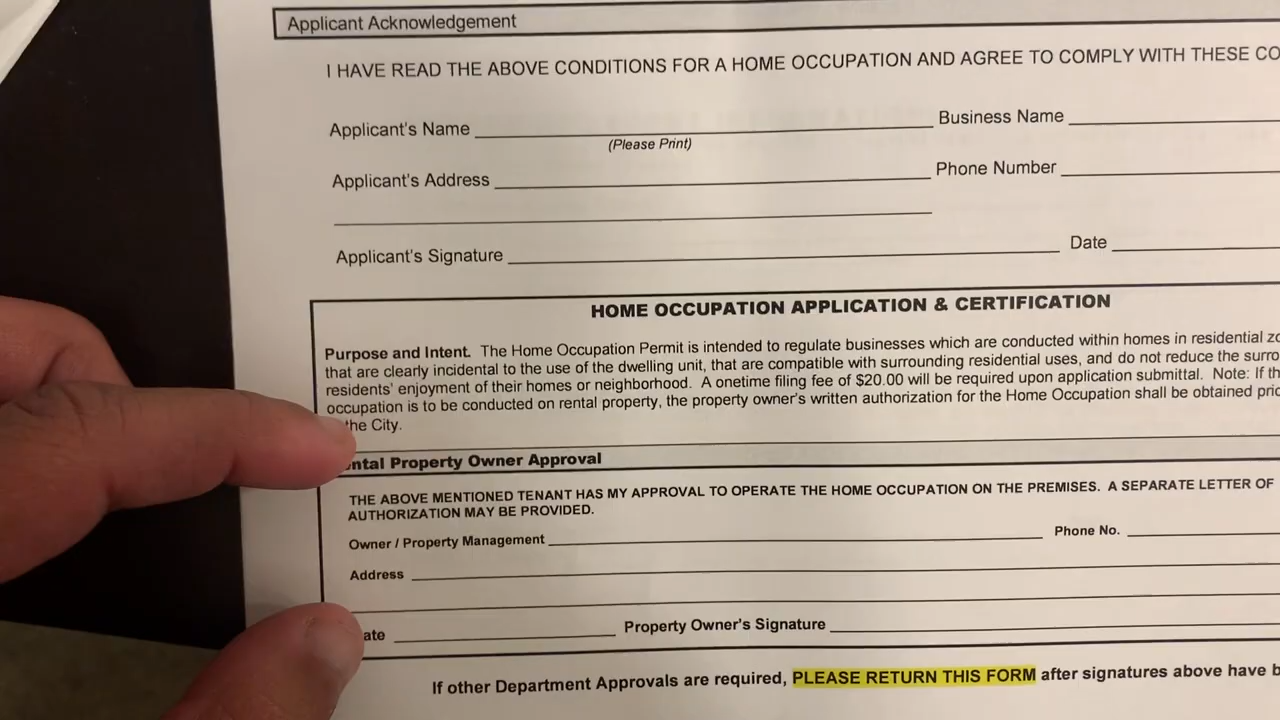 Applicant Acknowledgement
I HAVE READ THE ABOVE CONDITIONS FOR A HOME OCCUPATION AND AGREE TO COMPLY WITH THESE
Applicant's Name Business Name
(Please Print)
Applicant's Address Phone Number
Applicant's Signature Date
HOME OCCUPATION APPLICATION & CERTIFICATION
Purpose and Intent. The Home Occupation Permit is intended to regulate businesses which are conducted within homes in residential
that are clearly incidental to the use of the dwelling unit, that are compatible with surrounding residential uses, and do not reduce the
residents' enjoyment of their homes or neighborhood. A onetime filing fee of $20.00 will be required upon application submittal. Note: If
occupation is to be conducted on rental property, the property owner's written authorization for the Home Occupation shall be obtained
the City.
Property Owner Approval
THE ABOVE MENTIONED TENANT HAS MY APPROVAL TO OPERATE THE HOME OCCUPATION ON THE PREMISES. A SEPARATE LETTER OF
AUTHORIZATION MAY BE PROVIDED.
Owner / Property Management Phone No.
Address
Property Owner's Signature
If other Department Approvals are required, PLEASE RETURN THIS FORM after signatures above have